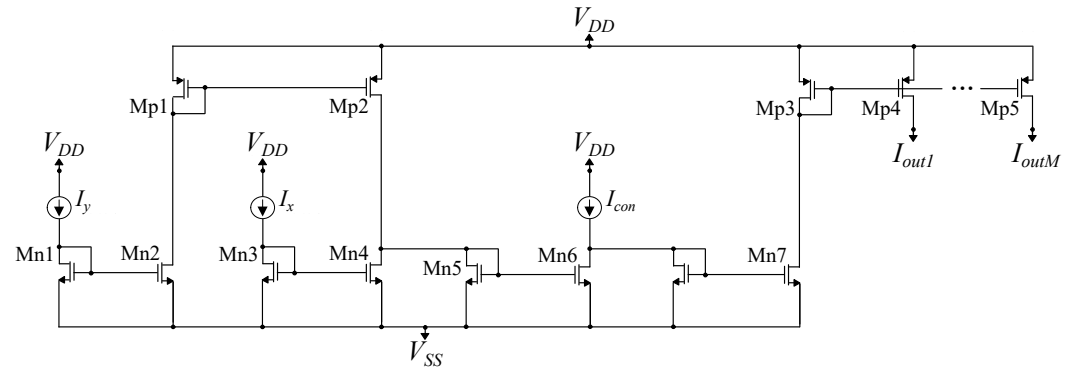 V_DD
Mp1
Mp2
Mp3
Mp4
...
Mp5
V_DD
V_DD
V_DD
I_out1
I_outM
I_y
I_x
I_con
Mn1
Mn2
Mn3
Mn4
Mn5
Mn6
Mn7
V_SS